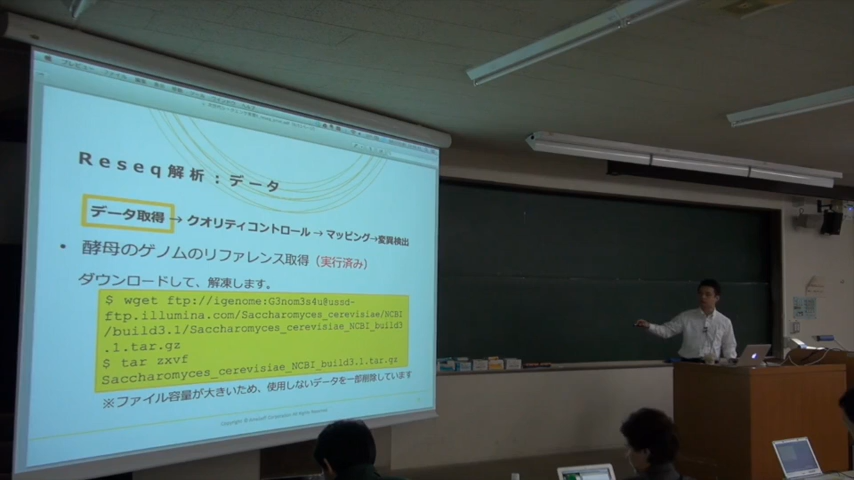 Reseq解析：データ
データ取得 → クオリティコントロール → マッピング→変異検出
• 酵母のゲノムのリファレンス取得（実行済み）
ダウンロードして、解凍します。
$ wget ftp://igenome:G3nom3s4u@ussd-
ftp.illumina.com/Saccharomyces_cerevisiae/NCBI
/build3.1/Saccharomyces_cerevisiae_NCBI_build3
.1.tar.gz
$ tar zxvf
Saccharomyces_cerevisiae_NCBI_build3.1.tar.gz
※ファイル容量が大きいため、使用しないデータを一部削除しています